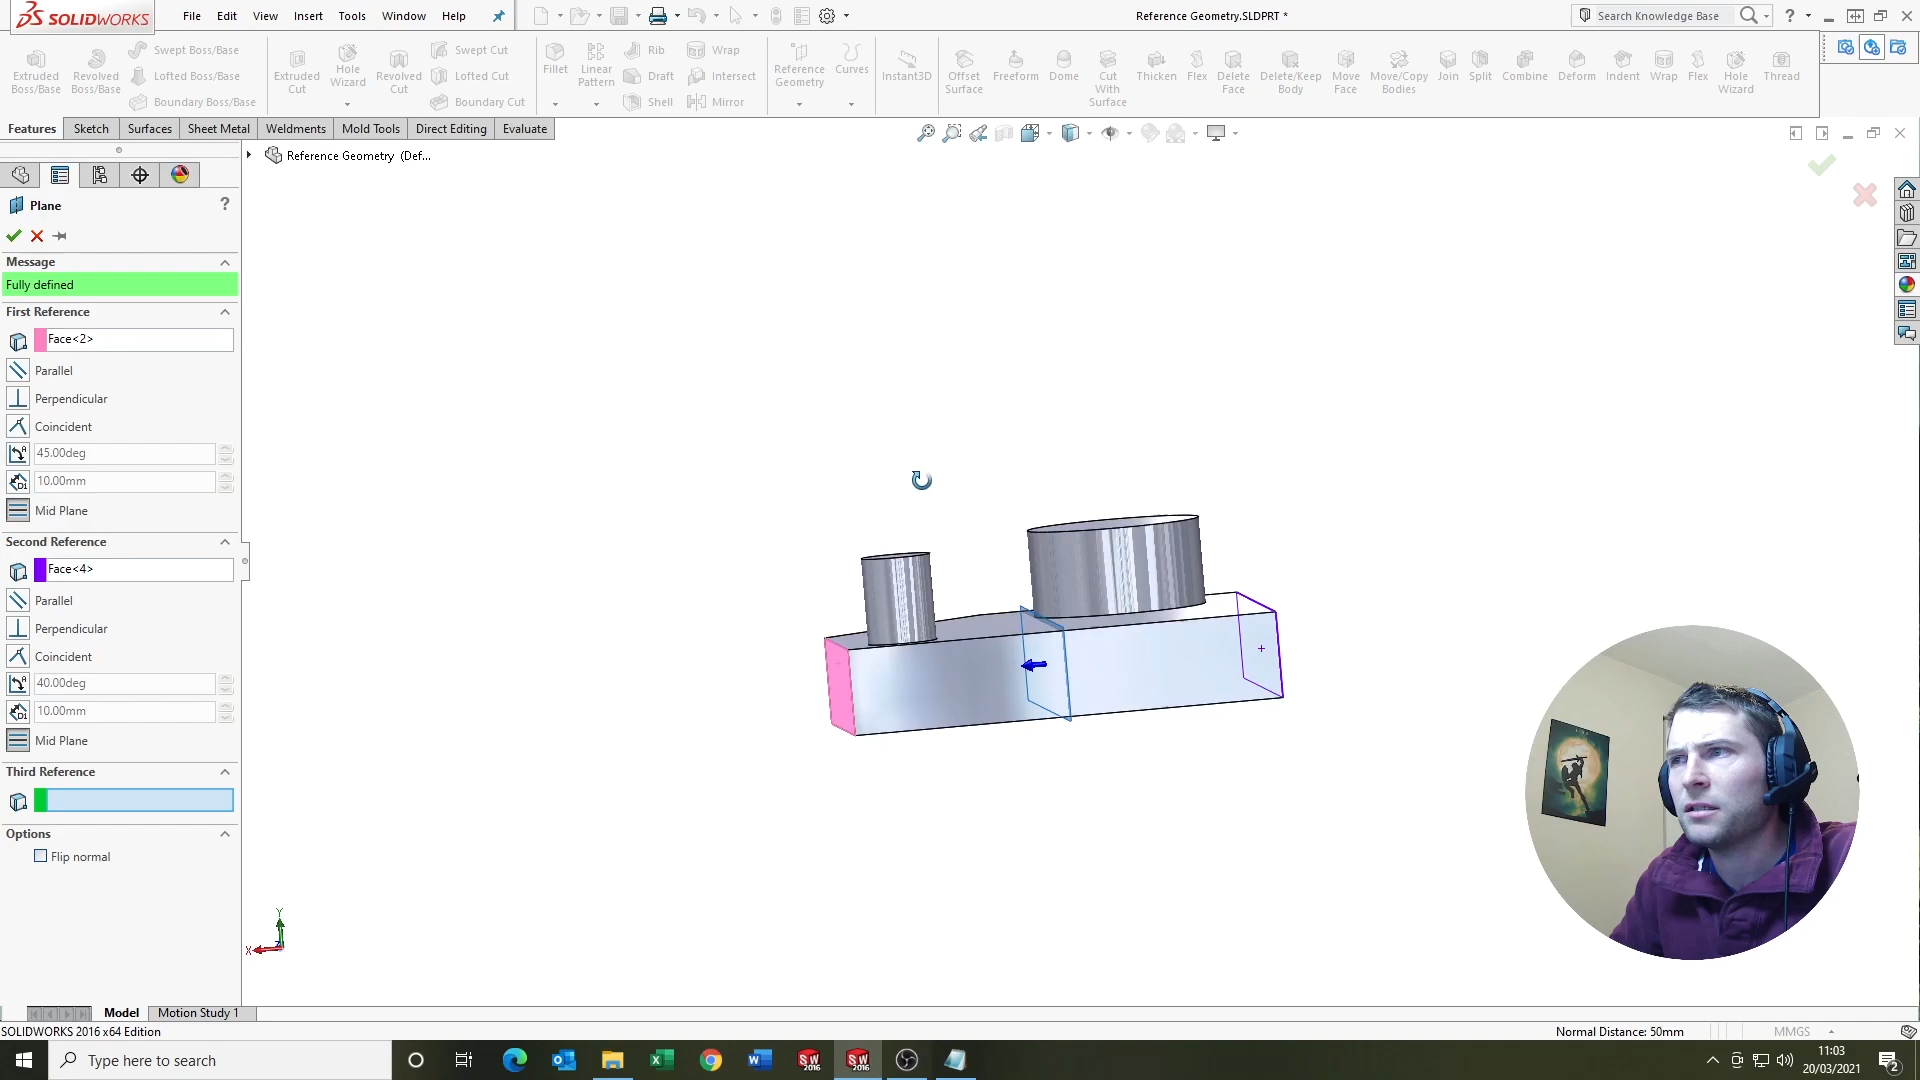 SOLIDWORKS File Edit View Insert Tools Window Help Reference Geometry.SLDPRT * Search Knowledge Base ?
Extruded Boss/Base
Revolved Boss/Base
Swept Boss/Base
Lofted Boss/Base
Boundary Boss/Base
Extruded Cut
Hole Wizard
Revolved Cut
Swept Cut
Lofted Cut
Boundary Cut
Fillet
Linear Pattern
Rib
Draft
Shell
Wrap
Intersect
Mirror
Reference Geometry
Curves
Instant3D
Offset Surface
Freeform
Dome
Cut With Surface
Thicken
Flex
Delete Face
Delete/Keep Body
Move Face
Move/Copy Bodies
Join
Split
Combine
Deform
Indent
Wrap
Flex
Hole Wizard
Thread
Features Sketch Surfaces Sheet Metal Weldments Mold Tools Direct Editing Evaluate
Reference Geometry (Def...
Plane ?
Message
Fully defined
First Reference
Face<2>
Parallel
Perpendicular
Coincident
45.00deg
10.00mm
Mid Plane
Second Reference
Face<4>
Parallel
Perpendicular
Coincident
40.00deg
10.00mm
Mid Plane
Third Reference
Options
Flip normal
Y
X
Z
Model Motion Study 1
SOLIDWORKS 2016 x64 Edition Normal Distance: 50mm MMGS
Type here to search
SW 2016
SW 2016
11:03
20/03/2021
2